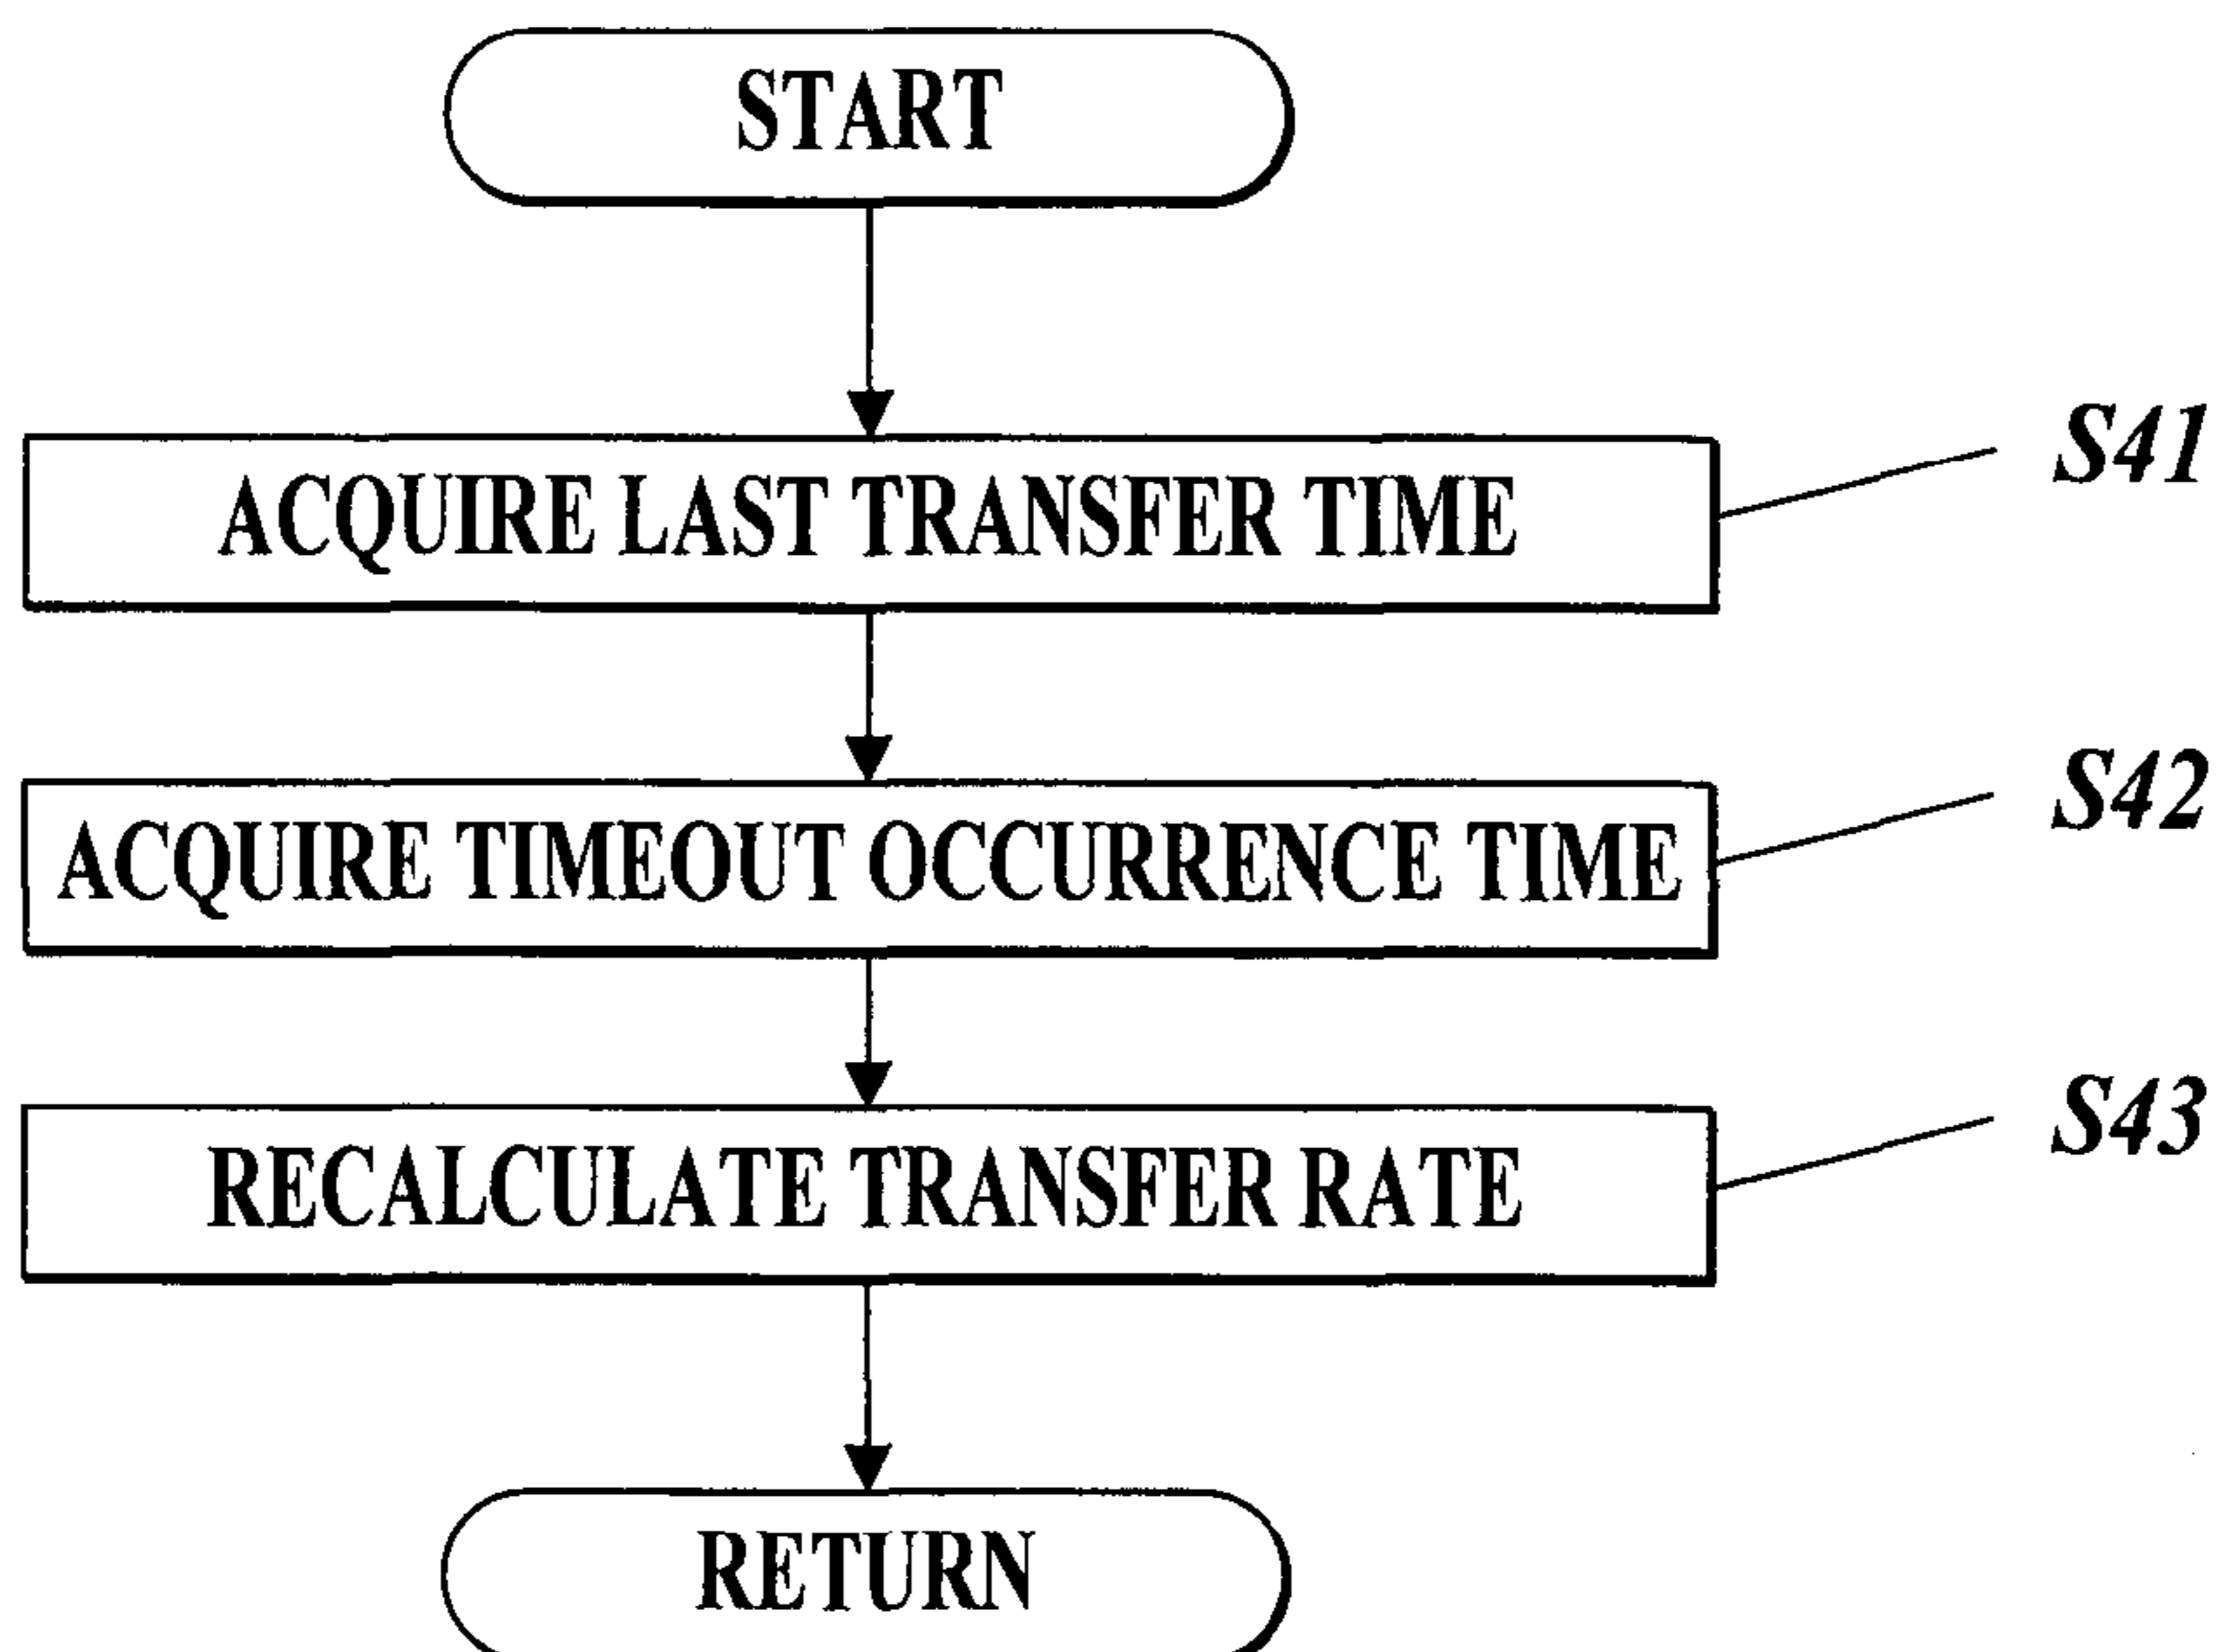 START
ACQUIRE LAST TRANSFER TIME
S41
ACQUIRE TIMEOUT OCCURRENCE TIME
S42
RECALCULATE TRANSFER RATE
S43
RETURN